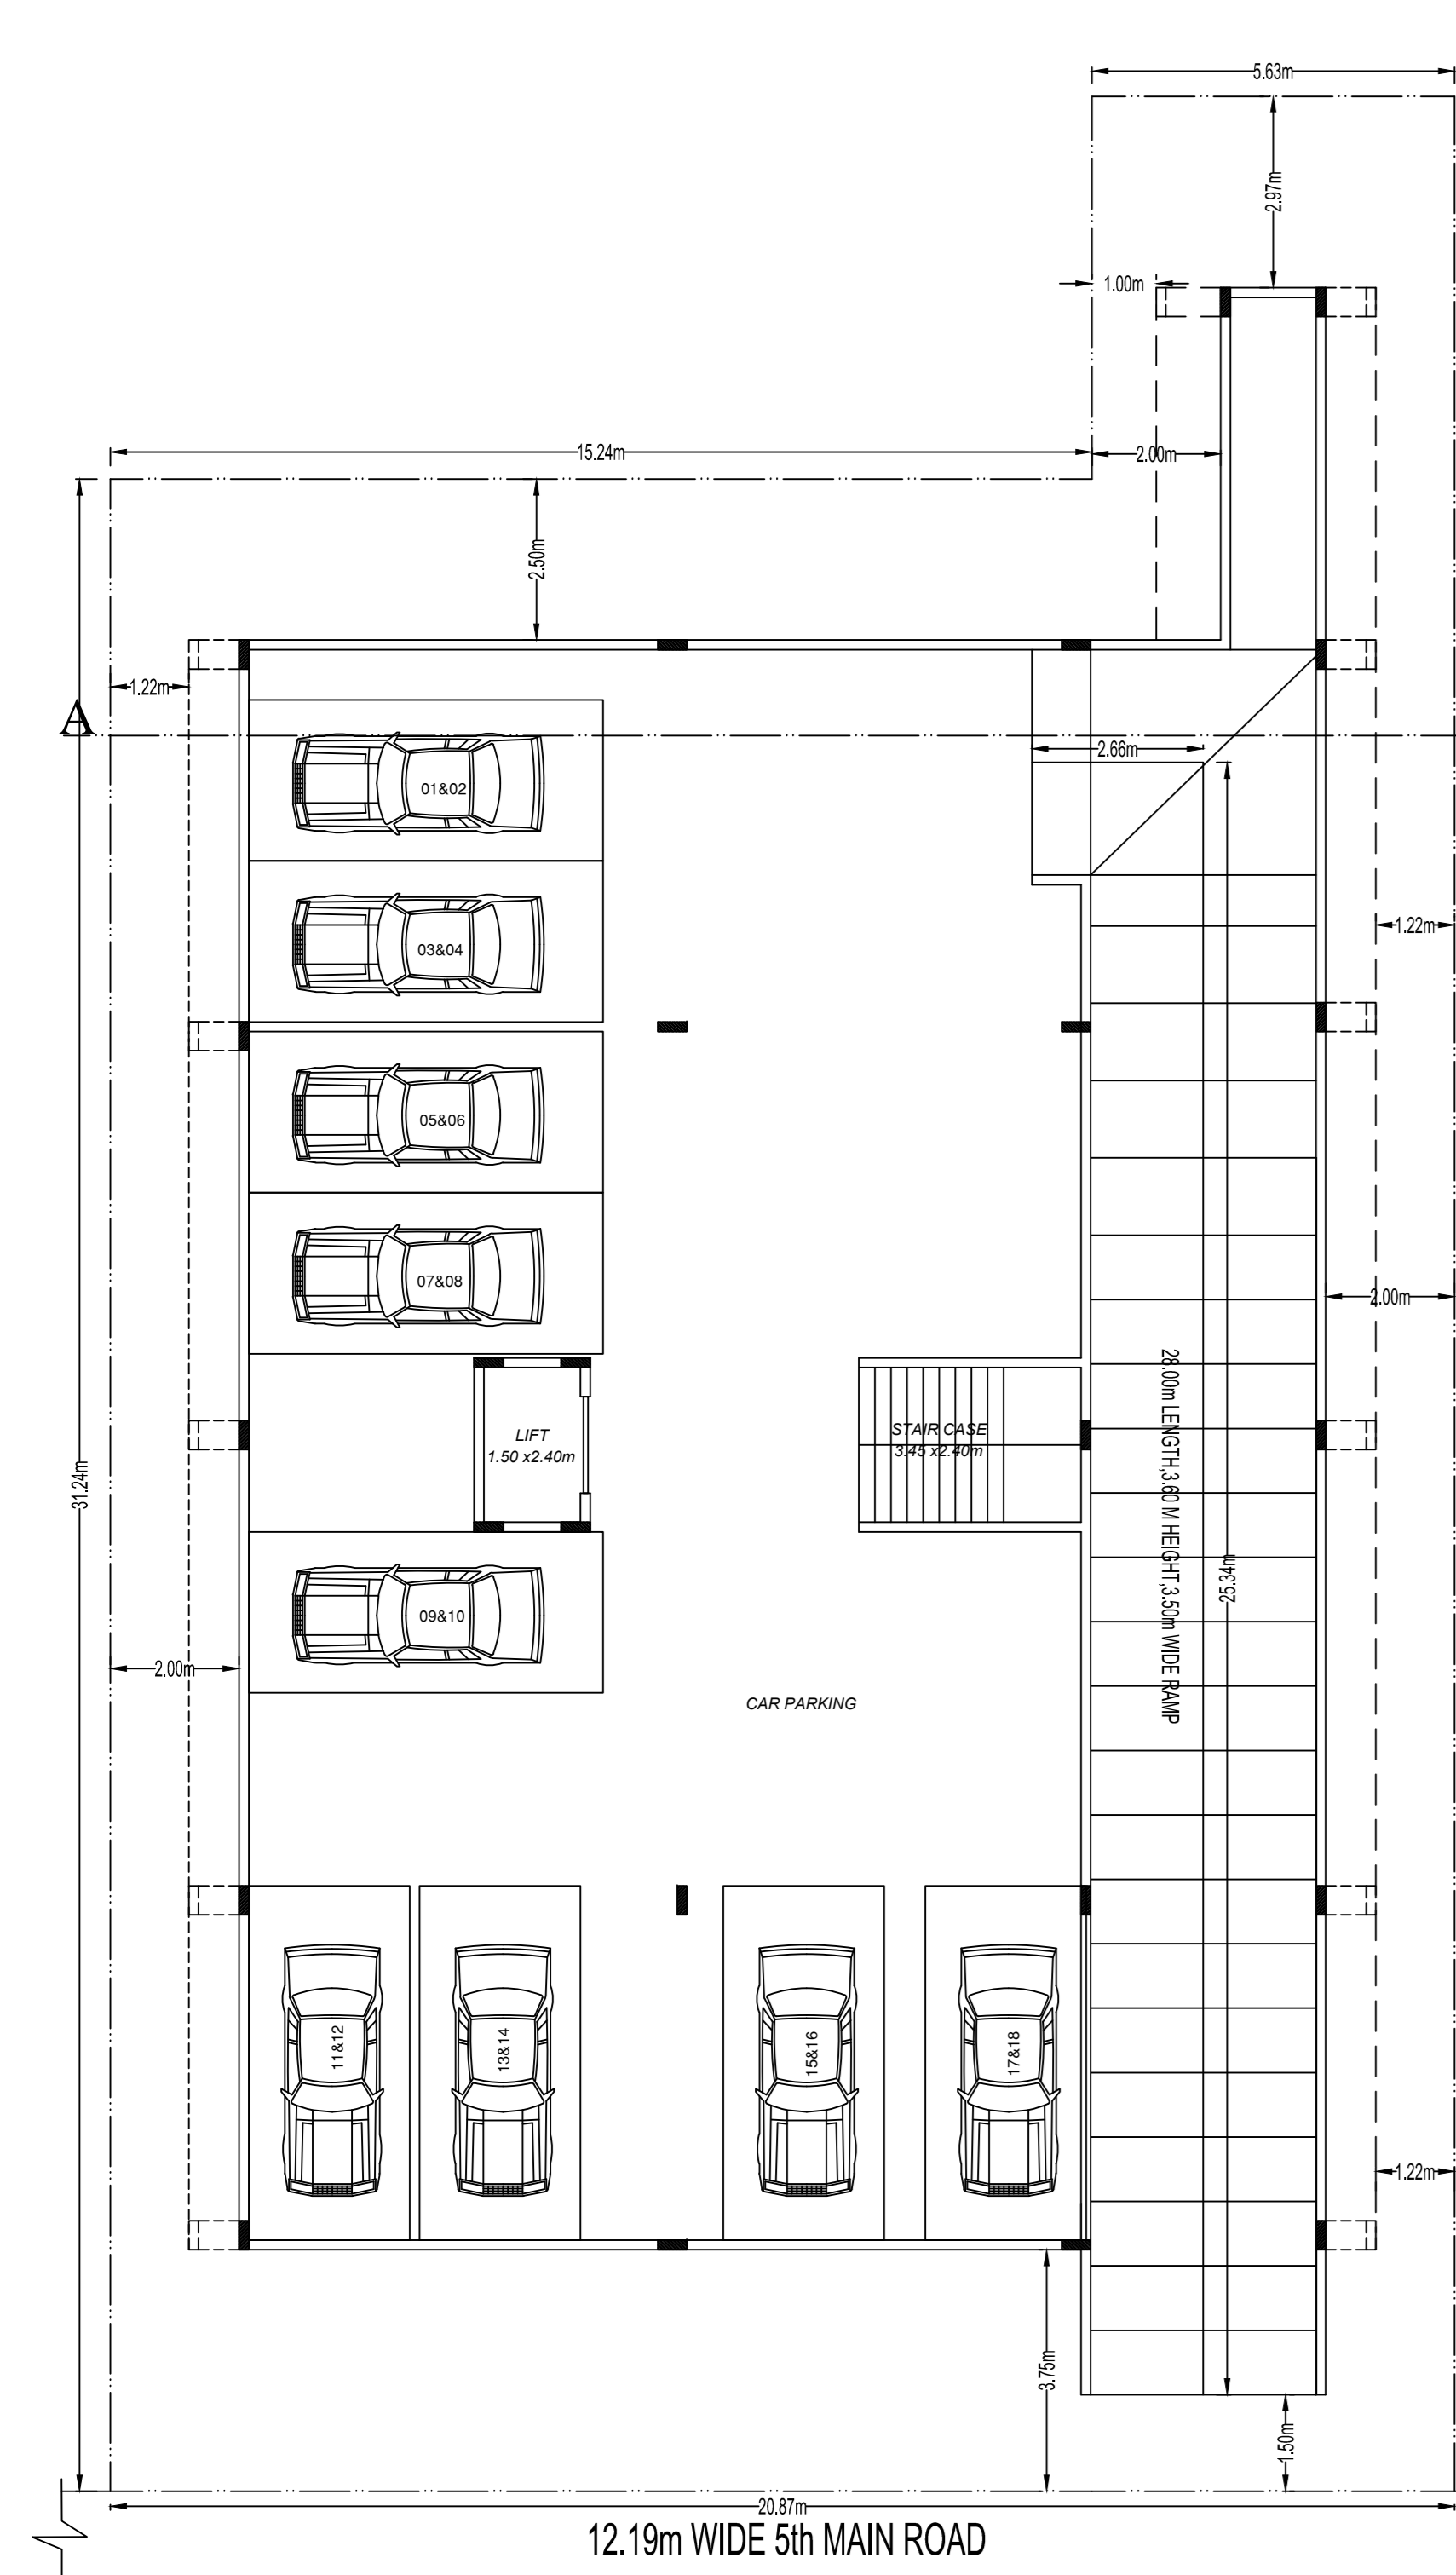 5.63m
2.97m
1.00m
15.24m
2.00m
2.50m
1.22m
A
2.66m
01&02
1.22m
03&04
05&06
07&08
2.00m
28.00m LENGTH,3.60 M HEIGHT,3.50m WIDE RAMP
LIFT
1.50 x2.40m
STAIR CASE
3.45 x2.40m
31.24m
25.34m
09&10
2.00m
CAR PARKING
11&12
13&14
15&16
17&18
1.22m
3.75m
1.50m
20.87m
12.19m WIDE 5th MAIN ROAD